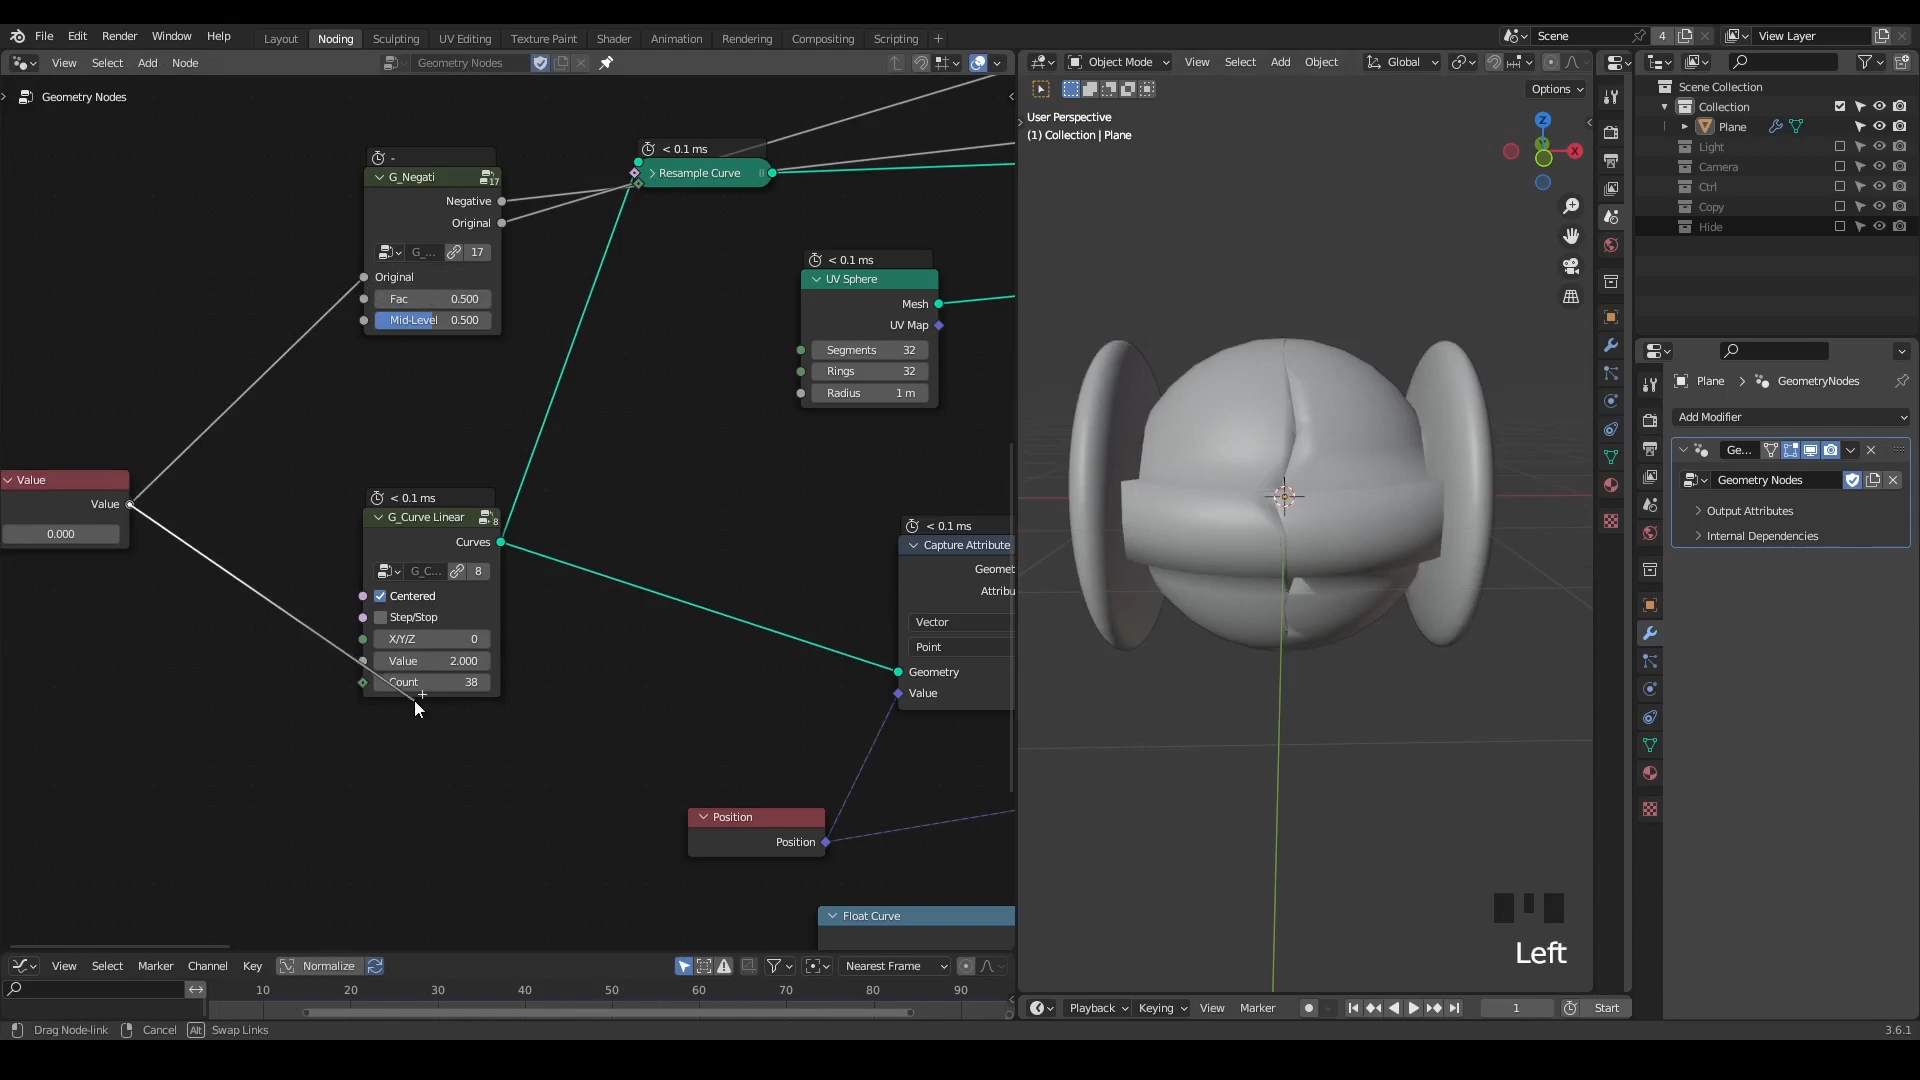 File Edit Render Window Help Layout Noding Sculpting UV Editing Texture Paint Shader Animation Rendering Compositing Scripting + Scene 4 View Layer
View Select Add Node Geometry Nodes
Object Mode View Select Add Object Global
Options
Geometry Nodes
User Perspective
(1) Collection | Plane
Scene Collection
Collection
Plane
Light
Camera
Ctrl
Copy
Hide
-
G_Negati 17
Negative
Original
G_... 17
Original
Fac 0.500
Mid-Level 0.500
< 0.1 ms
Resample Curve
< 0.1 ms
UV Sphere
Mesh
UV Map
Segments 32
Rings 32
Radius 1 m
Value
Value
0.000
< 0.1 ms
G_Curve Linear 8
Curves
G_C... 8
Centered
Step/Stop
X/Y/Z 0
Value 2.000
Count 38
< 0.1 ms
Capture Attribute
Geomet
Attribu
Vector
Point
Geometry
Value
Position
Position
Float Curve
Z
X
Plane > GeometryNodes
Add Modifier
Ge...
Geometry Nodes
Output Attributes
Internal Dependencies
Left
View Select Marker Channel Key Normalize Nearest Frame
10 20 30 40 50 60 70 80 90
Playback Keying View Marker 1 Start
Drag Node-link Cancel Alt Swap Links
3.6.1